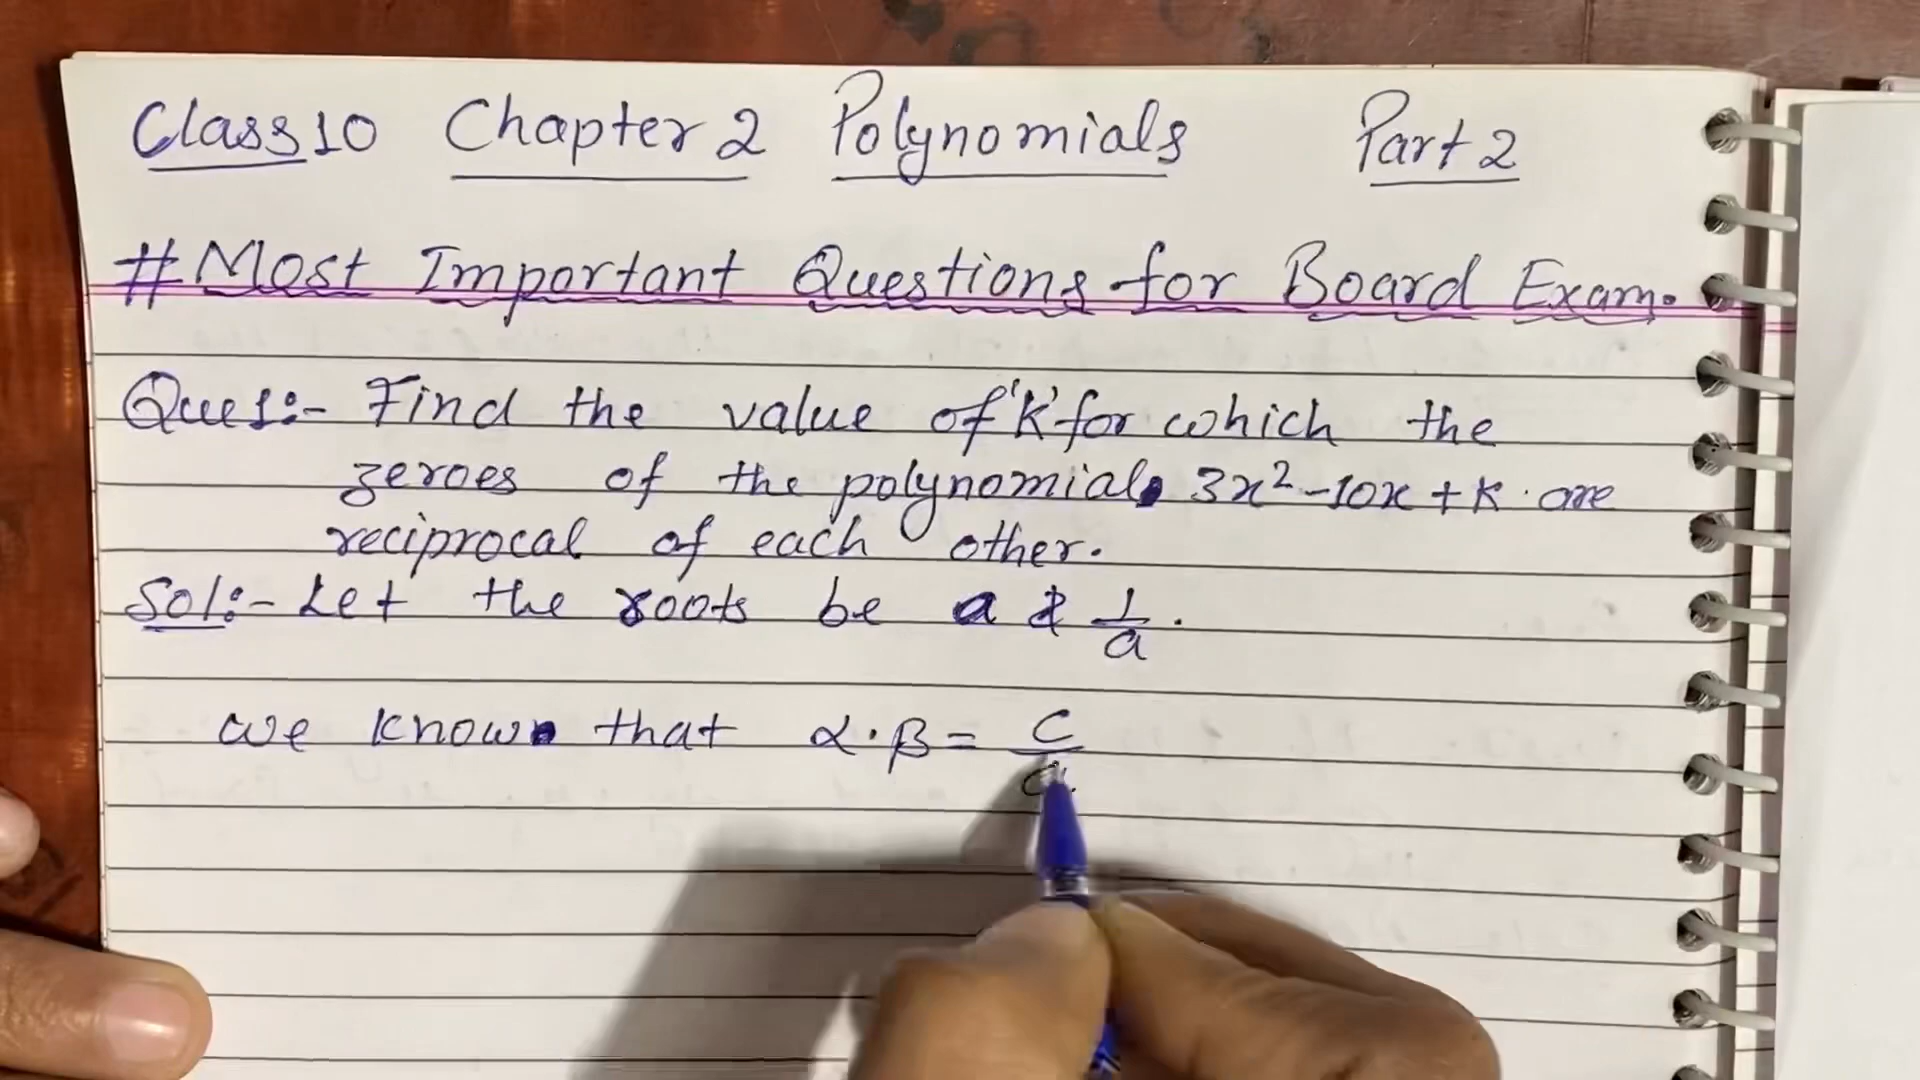 Class 10 Chapter 2 Polynomials Part 2
# Most Important Questions for Board Exam.
Ques1:- Find the value of 'K' for which the
zeroes of the polynomial 3x² - 10x + K. are
reciprocal of each other.
Sol:- Let the roots be a & 1/a.
we know that α·β = c/a